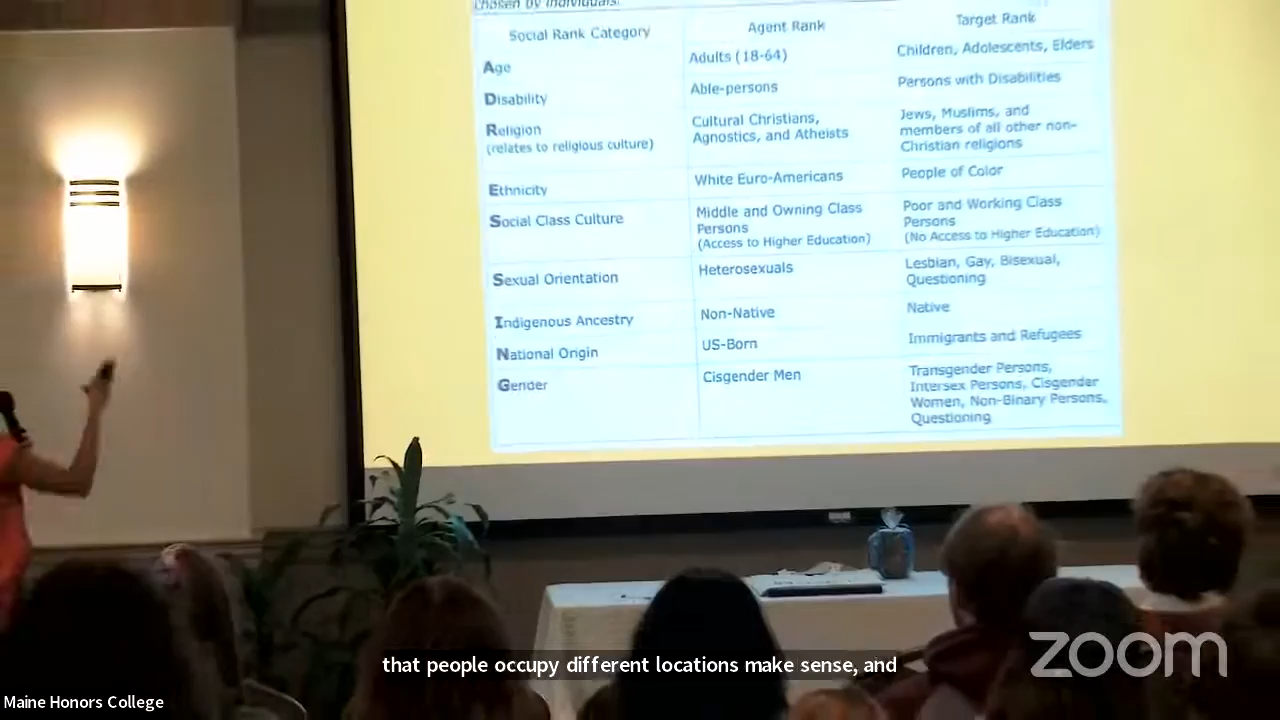 chosen by individuals.
Social Rank Category
Agent Rank
Target Rank
Age
Adults (18-64)
Children, Adolescents, Elders
Disability
Able-persons
Persons with Disabilities
Religion
(relates to religious culture)
Cultural Christians,
Agnostics, and Atheists
Jews, Muslims, and
members of all other non-
Christian religions
Ethnicity
White Euro-Americans
People of Color
Social Class Culture
Middle and Owning Class
Persons
(Access to Higher Education)
Poor and Working Class
Persons
(No Access to Higher Education)
Sexual Orientation
Heterosexuals
Lesbian, Gay, Bisexual,
Questioning
Indigenous Ancestry
Non-Native
Native
National Origin
US-Born
Immigrants and Refugees
Gender
Cisgender Men
Transgender Persons,
Intersex Persons, Cisgender
Women, Non-Binary Persons,
Questioning
that people occupy different locations make sense, and
zoom
Maine Honors College